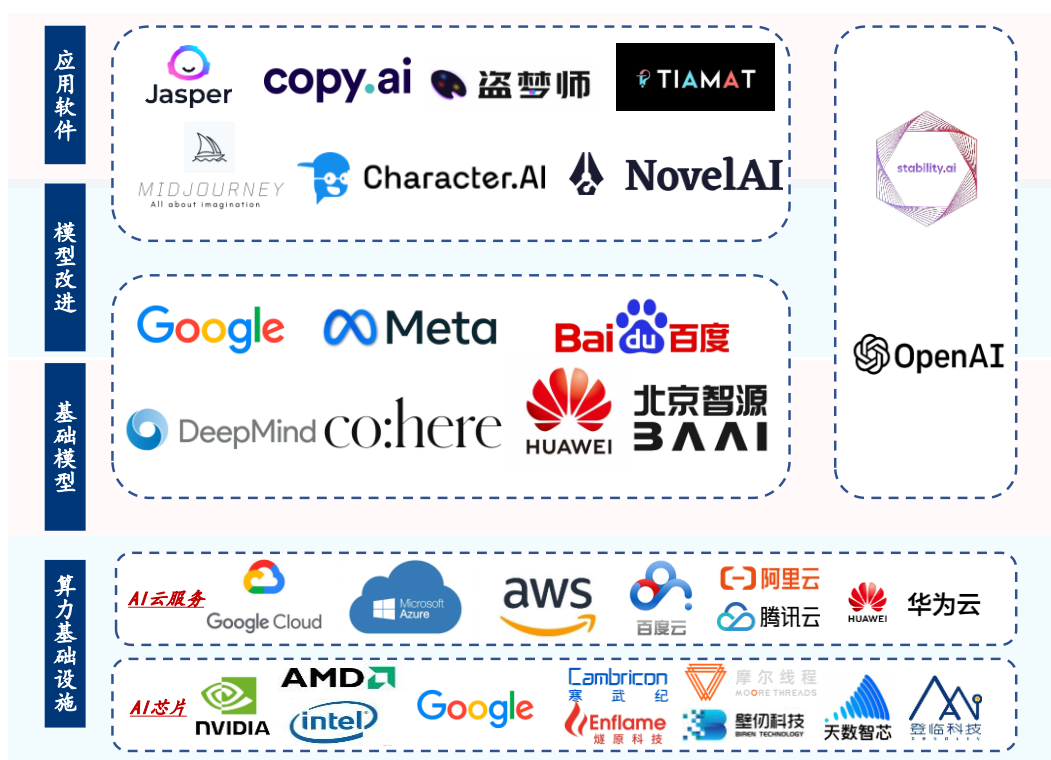 应用软件
Jasper
copy.ai
盗梦师
TIAMAT
MIDJOURNEY
All about imagination
Character.AI
NovelAI
stability.ai
模型改进
Google
Meta
Bai du 百度
OpenAI
基础模型
DeepMind
co:here
HUAWEI
北京智源
BAAI
算力基础设施
AI云服务
Google Cloud
Microsoft
Azure
aws
百度云
阿里云
腾讯云
HUAWEI
华为云
AI芯片
NVIDIA
AMD
intel
Google
Cambricon
寒武纪
Enflame
燧原科技
摩尔线程
MOORE THREADS
壁仞科技
BIREN TECHNOLOGY
天数智芯
登临科技
DENGLIN